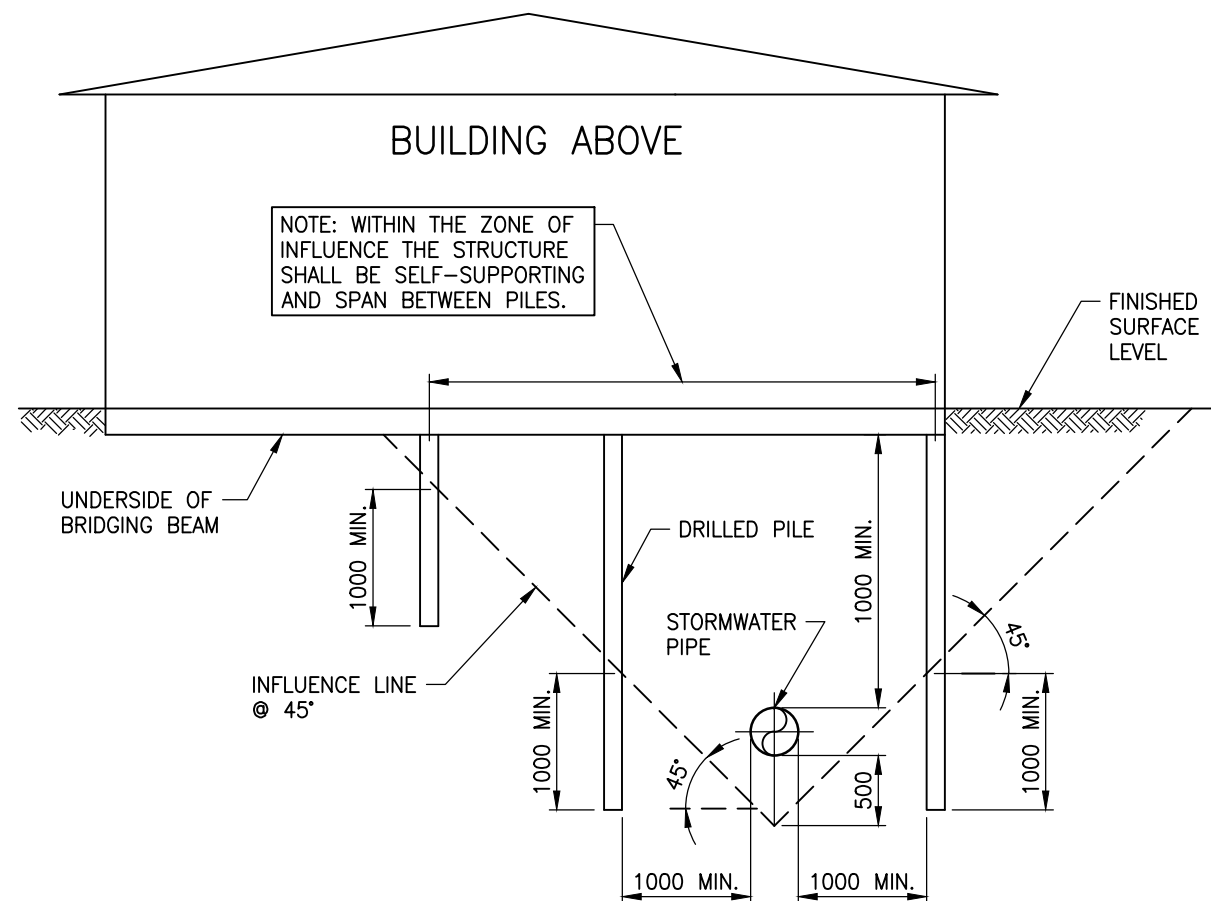 BUILDING ABOVE
NOTE: WITHIN THE ZONE OF
INFLUENCE THE STRUCTURE
SHALL BE SELF-SUPPORTING
AND SPAN BETWEEN PILES.
FINISHED
SURFACE
LEVEL
UNDERSIDE OF
BRIDGING BEAM
1000 MIN.
DRILLED PILE
1000 MIN.
STORMWATER
PIPE
45°
INFLUENCE LINE
@ 45°
1000 MIN.
45°
500
1000 MIN.
1000 MIN.
1000 MIN.